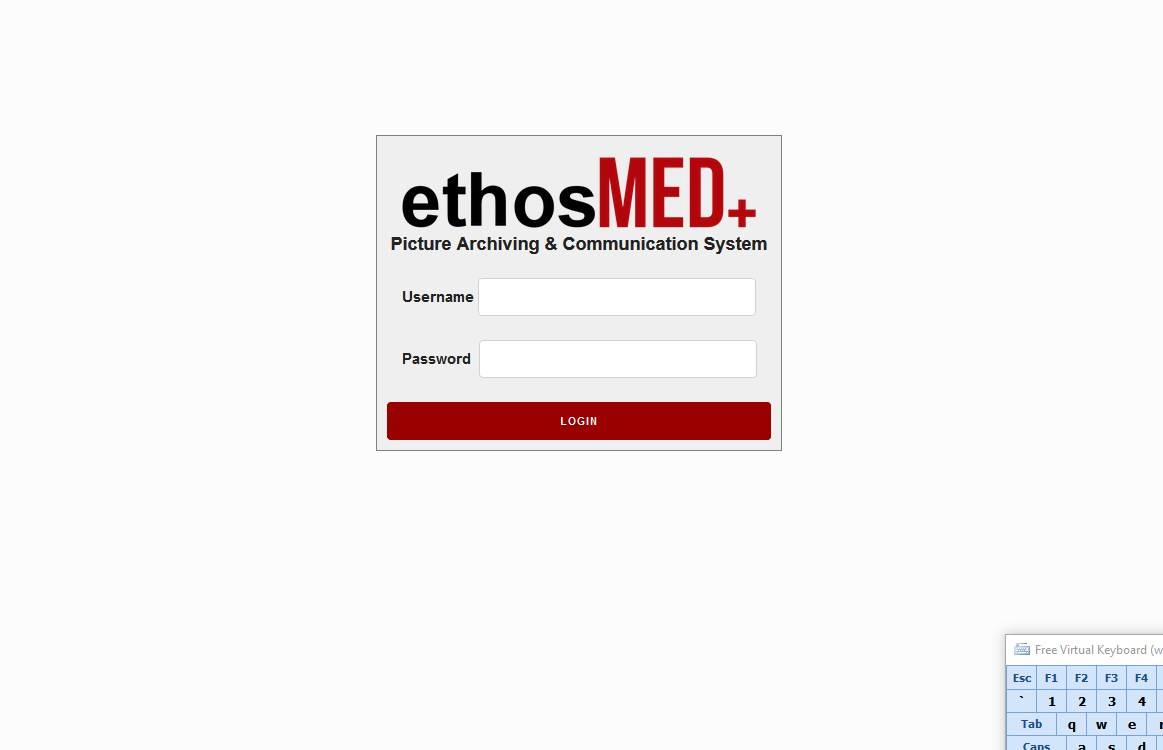 ethosMED+
Picture Archiving & Communication System
Username
Password
LOGIN
Free Virtual Keyboard (w
Esc F1 F2 F3 F4
` 1 2 3 4
Tab q w e
Caps a s d